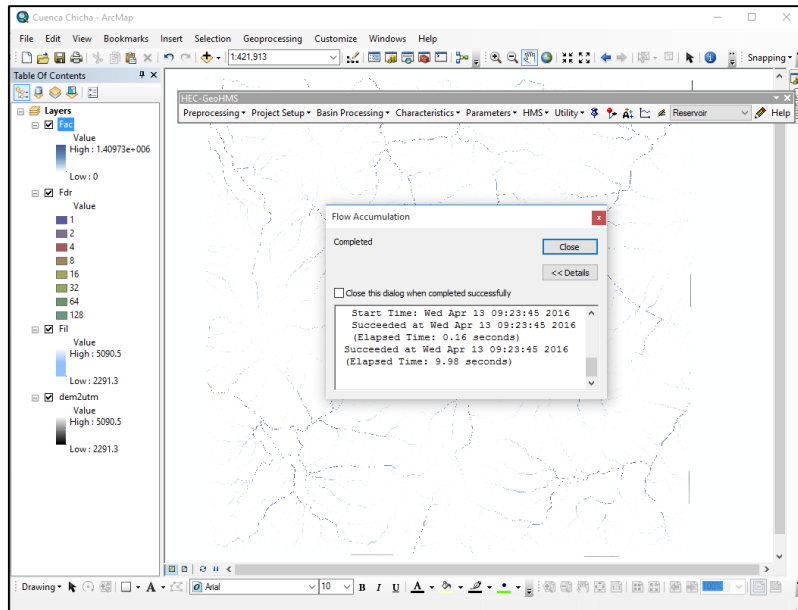 Cuenca Chicha - ArcMap
File Edit View Bookmarks Insert Selection Geoprocessing Customize Windows Help
1:421,913
Snapping
Table Of Contents
HEC-GeoHMS
Preprocessing Project Setup Basin Processing Characteristics Parameters HMS Utility Reservoir Help
Layers
Fac
Value
High : 1.40973e+006
Low : 0
Fdr
Value
1
2
4
8
16
32
64
128
Fil
Value
High : 5090.5
Low : 2291.3
dem2utm
Value
High : 5090.5
Low : 2291.3
Flow Accumulation
Completed
Close
<< Details
Close this dialog when completed successfully
Start Time: Wed Apr 13 09:23:45 2016
Succeeded at Wed Apr 13 09:23:45 2016
(Elapsed Time: 0.16 seconds)
Succeeded at Wed Apr 13 09:23:45 2016
(Elapsed Time: 9.98 seconds)
Drawing A Arial 10 B I U A